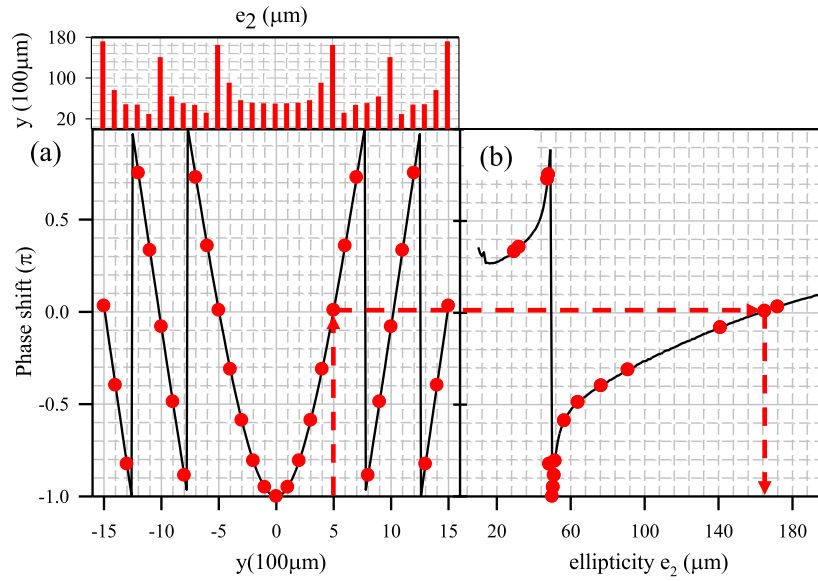 e2 (μm)
y (100μm)
180
100
20
(a)
(b)
Phase shift (π)
0.5
0.0
-0.5
-1.0
-15 -10 -5 0 5 10 15
20 60 100 140 180
y(100μm)
ellipticity e2 (μm)